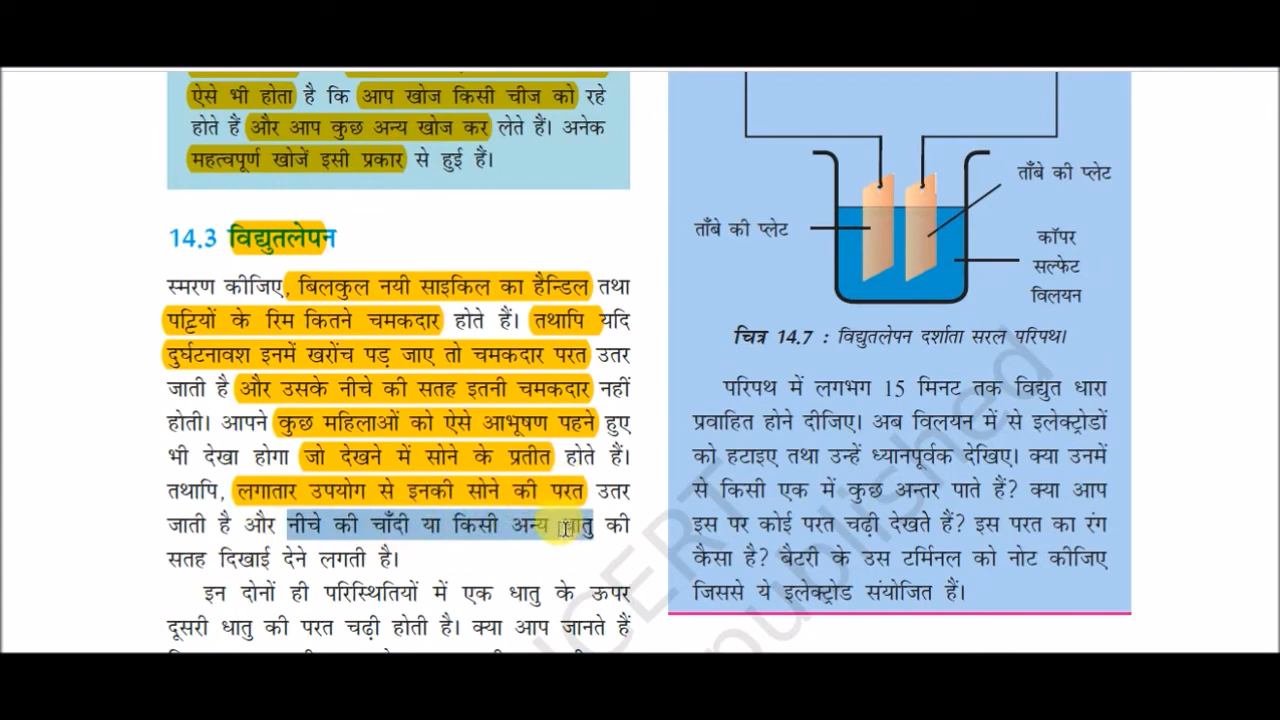 ऐसे भी होता है कि आप खोज किसी चीज को रहे
होते हैं और आप कुछ अन्य खोज कर लेते हैं। अनेक
महत्वपूर्ण खोजें इसी प्रकार से हुई हैं।
14.3 विद्युतलेपन
स्मरण कीजिए, बिलकुल नयी साइकिल का हैन्डिल तथा
पट्टियों के रिम कितने चमकदार होते हैं। तथापि यदि
दुर्घटनावश इनमें खरोंच पड़ जाए तो चमकदार परत उतर
जाती है और उसके नीचे की सतह इतनी चमकदार नहीं
होती। आपने कुछ महिलाओं को ऐसे आभूषण पहने हुए
भी देखा होगा जो देखने में सोने के प्रतीत होते हैं।
तथापि, लगातार उपयोग से इनकी सोने की परत उतर
जाती है और नीचे की चाँदी या किसी अन्य धातु की
सतह दिखाई देने लगती है।
इन दोनों ही परिस्थितियों में एक धातु के ऊपर
दूसरी धातु की परत चढ़ी होती है। क्या आप जानते हैं
ताँबे की प्लेट
ताँबे की प्लेट
कॉपर
सल्फेट
विलयन
चित्र 14.7 : विद्युतलेपन दर्शाता सरल परिपथ।
परिपथ में लगभग 15 मिनट तक विद्युत धारा
प्रवाहित होने दीजिए। अब विलयन में से इलेक्ट्रोडों
को हटाइए तथा उन्हें ध्यानपूर्वक देखिए। क्या उनमें
से किसी एक में कुछ अन्तर पाते हैं? क्या आप
इस पर कोई परत चढ़ी देखते हैं? इस परत का रंग
कैसा है? बैटरी के उस टर्मिनल को नोट कीजिए
जिससे ये इलेक्ट्रोड संयोजित हैं।
NCERT
published